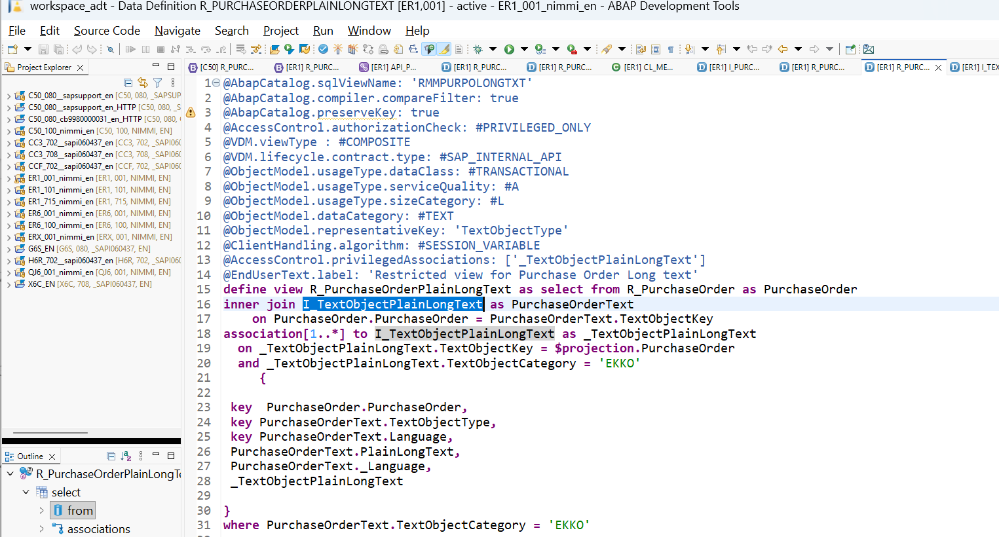 workspace_adt - Data Definition R_PURCHASEORDERPLAINLONGTEXT [ER1,001] - active - ER1_001_nimmi_en - ABAP Development Tools
File Edit Source Code Navigate Search Project Run Window Help
Project Explorer
[C50] R_PURC... [ER1] R_PURC... [ER1] API_P... [ER1] R_PURC... [ER1] R_PURC... [ER1] CL_ME... [ER1] I_PURC... [ER1] R_PURC... [ER1] R_PURC... [ER1] I_TEX
C50_080__sapsupport_en [C50, 080, _SAPSUP
C50_080__sapsupport_en_HTTP [C50, 080, _S
C50_080_cb9980000031_en_HTTP [C50, 080,
C50_100_nimmi_en [C50, 100, NIMMI, EN]
CC3_702__sapi060437_en [CC3, 702, _SAPI06
CC3_708__sapi060437_en [CC3, 708, _SAPI06
CCF_702__sapi060437_en [CCF, 702, _SAPI06
ER1_001_nimmi_en [ER1, 001, NIMMI, EN]
ER1_101_nimmi_en [ER1, 101, NIMMI, EN]
ER1_715_nimmi_en [ER1, 715, NIMMI, EN]
ER6_001_nimmi_en [ER6, 001, NIMMI, EN]
ER6_100_nimmi_en [ER6, 100, NIMMI, EN]
ERX_001_nimmi_en [ERX, 001, NIMMI, EN]
G6S_EN [G6S, 080, _SAPI060437, EN]
H6R_702__sapi060437_en [H6R, 702, _SAPI06
QJ6_001_nimmi_en [QJ6, 001, NIMMI, EN]
X6C_EN [X6C, 708, _SAPI060437, EN]
Outline
R_PurchaseOrderPlainLongTe
select
from
associations
1 @AbapCatalog.sqlViewName: 'RMMPURPOLONGTXT'
2 @AbapCatalog.compiler.compareFilter: true
3 @AbapCatalog.preserveKey: true
4 @AccessControl.authorizationCheck: #PRIVILEGED_ONLY
5 @VDM.viewType : #COMPOSITE
6 @VDM.lifecycle.contract.type: #SAP_INTERNAL_API
7 @ObjectModel.usageType.dataClass: #TRANSACTIONAL
8 @ObjectModel.usageType.serviceQuality: #A
9 @ObjectModel.usageType.sizeCategory: #L
10 @ObjectModel.dataCategory: #TEXT
11 @ObjectModel.representativeKey: 'TextObjectType'
12 @ClientHandling.algorithm: #SESSION_VARIABLE
13 @AccessControl.privilegedAssociations: ['_TextObjectPlainLongText']
14 @EndUserText.label: 'Restricted view for Purchase Order Long text'
15 define view R_PurchaseOrderPlainLongText as select from R_PurchaseOrder as PurchaseOrder
16 inner join I_TextObjectPlainLongText as PurchaseOrderText
17 on PurchaseOrder.PurchaseOrder = PurchaseOrderText.TextObjectKey
18 association[1..*] to I_TextObjectPlainLongText as _TextObjectPlainLongText
19 on _TextObjectPlainLongText.TextObjectKey = $projection.PurchaseOrder
20 and _TextObjectPlainLongText.TextObjectCategory = 'EKKO'
21 {
22
23 key PurchaseOrder.PurchaseOrder,
24 key PurchaseOrderText.TextObjectType,
25 key PurchaseOrderText.Language,
26 PurchaseOrderText.PlainLongText,
27 PurchaseOrderText._Language,
28 _TextObjectPlainLongText
29
30 }
31 where PurchaseOrderText.TextObjectCategory = 'EKKO'